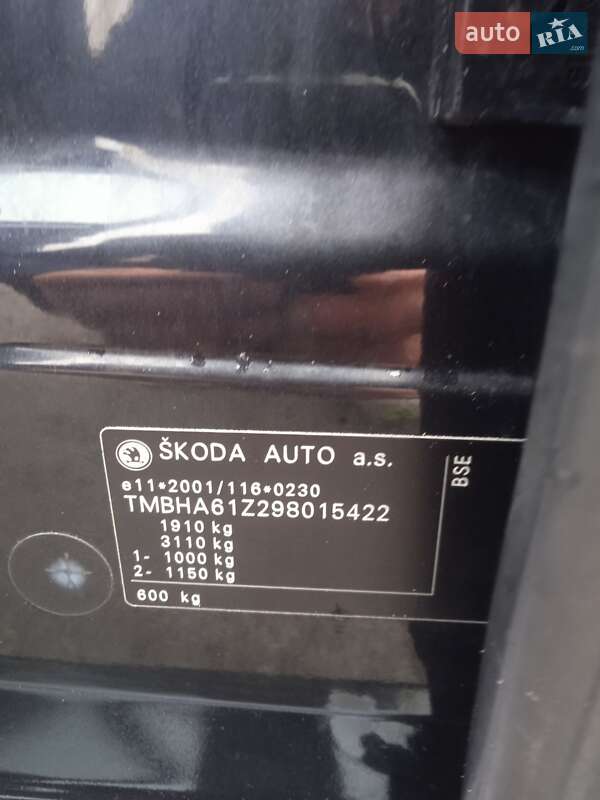 auto RIA
.com
ŠKODA AUTO a.s.
e11*2001/116*0230
TMBHA61Z298015422
1910 kg
3110 kg
1- 1000 kg
2- 1150 kg
600 kg
BSE